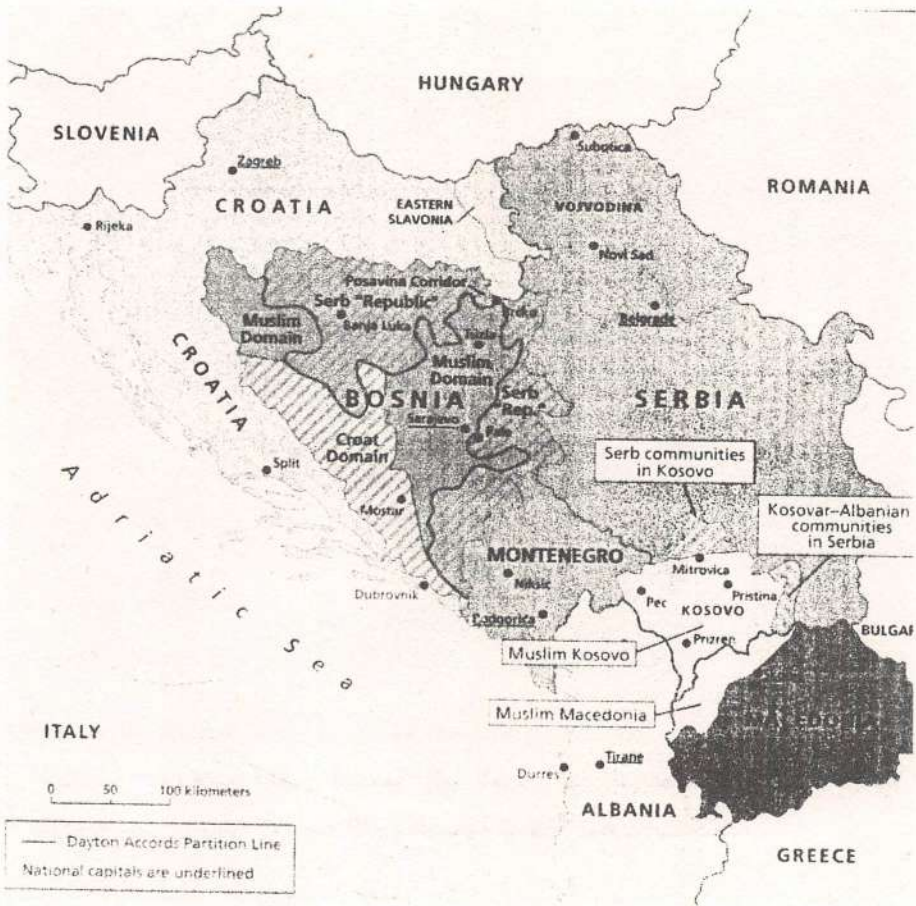 HUNGARY
SLOVENIA
Zagreb
Subotica
ROMANIA
VOJVODINA
CROATIA
EASTERN
SLAVONIA
Rijeka
Novi Sad
Posavina Corridor
Serb "Republic"
Banja Luka
Brcko
Belgrade
Muslim
Domain
Tuzla
Muslim
Domain
CROATIA
BOSNIA
Serb
Rep.
SERBIA
Sarajevo
Pale
Croat
Domain
Serb communities
in Kosovo
Split
Adriatic Sea
Mostar
Kosovar-Albanian
communities
in Serbia
MONTENEGRO
Mitrovica
Niksic
Pristina
Dubrovnik
Pec
KOSOVO
Podgorica
Prizren
BULGAR
Muslim Kosovo
Muslim Macedonia
MACEDONIA
ITALY
Tirane
Durres
0 50 100 kilometers
ALBANIA
Dayton Accords Partition Line
GREECE
National capitals are underlined